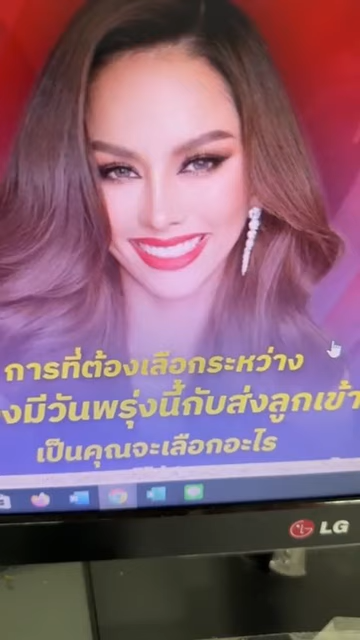 การที่ต้องเลือกระหว่าง
งมีวันพรุ่งนี้กับส่งลูกเข้า
เป็นคุณจะเลือกอะไร
LG